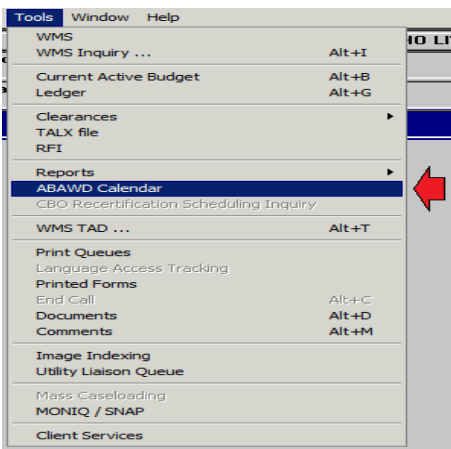 Tools Window Help
HO LI
WMS
WMS Inquiry ... Alt+I
Current Active Budget Alt+B
Ledger Alt+G
Clearances
TALX file
RFI
Reports
ABAWD Calendar
CBO Recertification Scheduling Inquiry
WMS TAD ... Alt+T
Print Queues
Language Access Tracking
Printed Forms
End Call Alt+C
Documents Alt+D
Comments Alt+M
Image Indexing
Utility Liaison Queue
Mass Caseloading
MONIQ / SNAP
Client Services